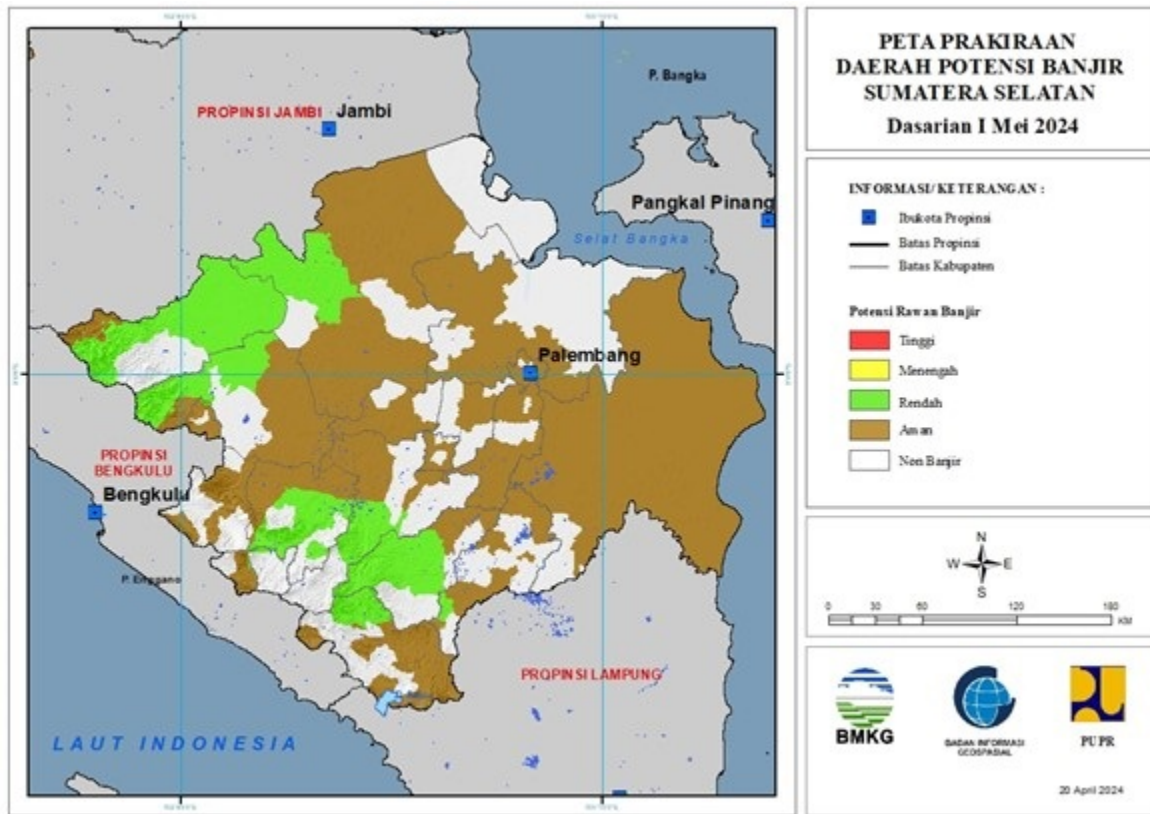 P. Bangka
PROPINSI JAMBI
Jambi
Pangkal Pinang
Selat Bangka
Palembang
PROPINSI
BENGKULU
Bengkulu
P. Enggano
PROPINSI LAMPUNG
LAUT INDONESIA
PETA PRAKIRAAN
DAERAH POTENSI BANJIR
SUMATERA SELATAN
Dasarian I Mei 2024
INFORMASI/KETERANGAN :
Ibukota Propinsi
Batas Propinsi
Batas Kabupaten
Potensi Rawan Banjir
Tinggi
Menengah
Rendah
Aman
Non Banjir
N
W E
S
0 30 60 120 180
KM
BMKG
BADAN INFORMASI
GEOSPASIAL
PUPR
20 April 2024